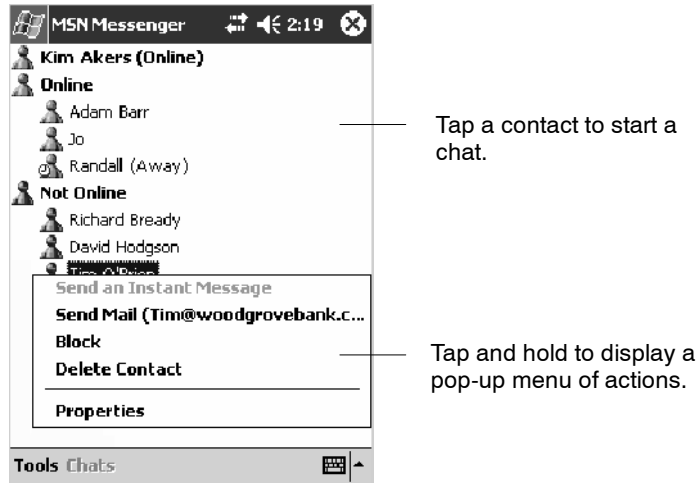 MSN Messenger 2:19
Kim Akers (Online)
Online
Adam Barr
Jo
Randall (Away)
Not Online
Richard Bready
David Hodgson
Tim O'Brien
Send an Instant Message
Send Mail (Tim@woodgrovebank.c...
Block
Delete Contact
Properties
Tools Chats
Tap a contact to start a
chat.
Tap and hold to display a
pop-up menu of actions.